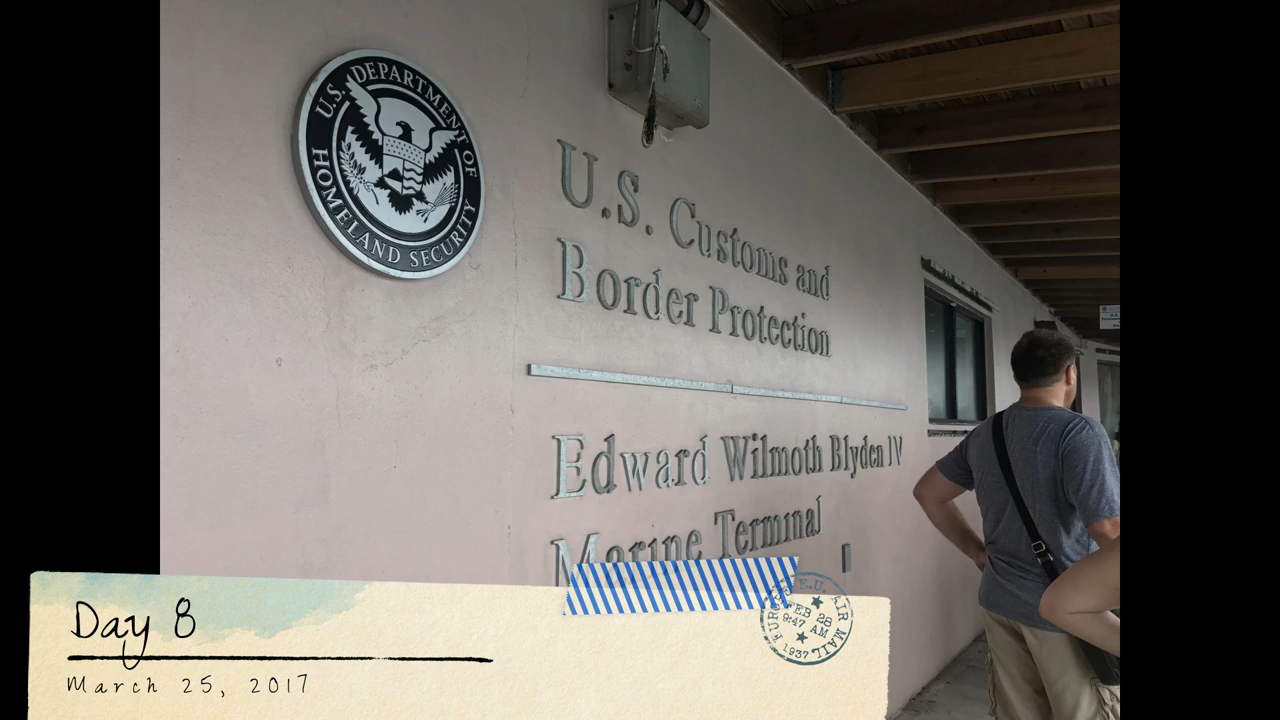 U.S. DEPARTMENT OF
HOMELAND SECURITY
U.S. Customs and
Border Protection
Edward Wilmoth Blyden IV
Marine Terminal
Day 8
March 25, 2017
E.U. AIR MAIL
FEB 28
9:47 AM
1937